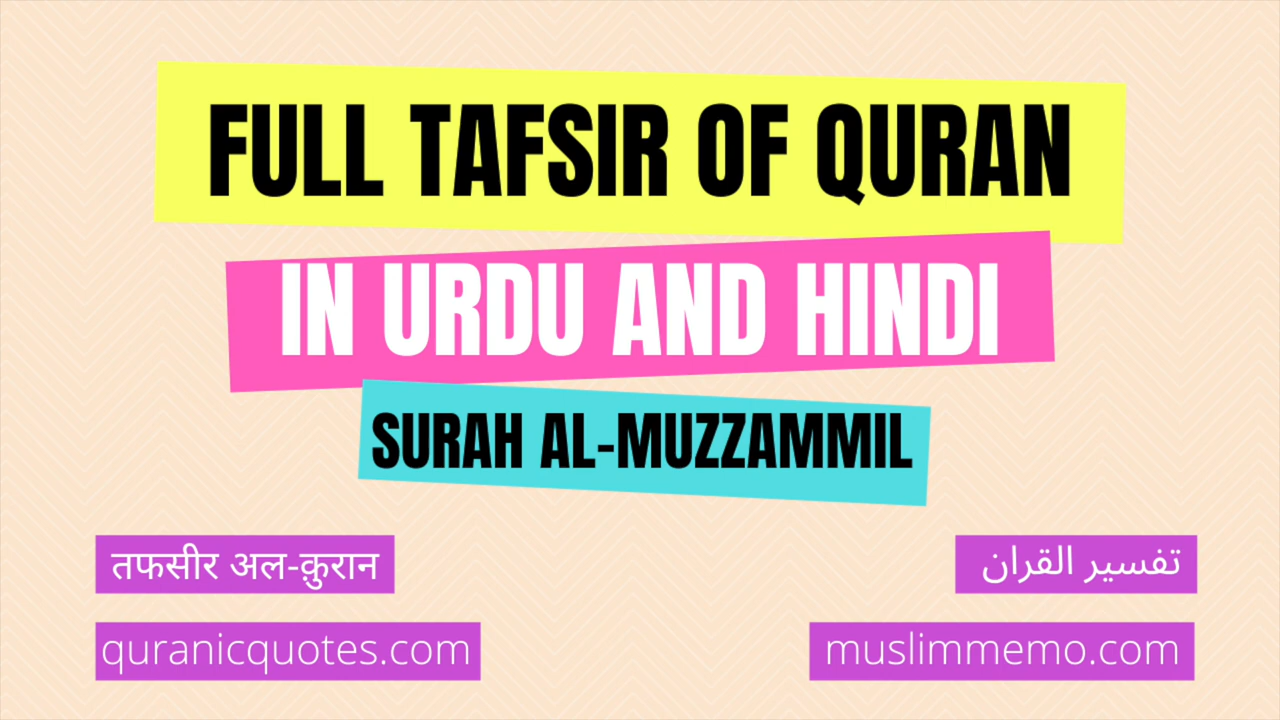 FULL TAFSIR OF QURAN
IN URDU AND HINDI
SURAH AL-MUZZAMMIL
तफसीर अल-क़ुरान
تفسير القران
quranicquotes.com
muslimmemo.com